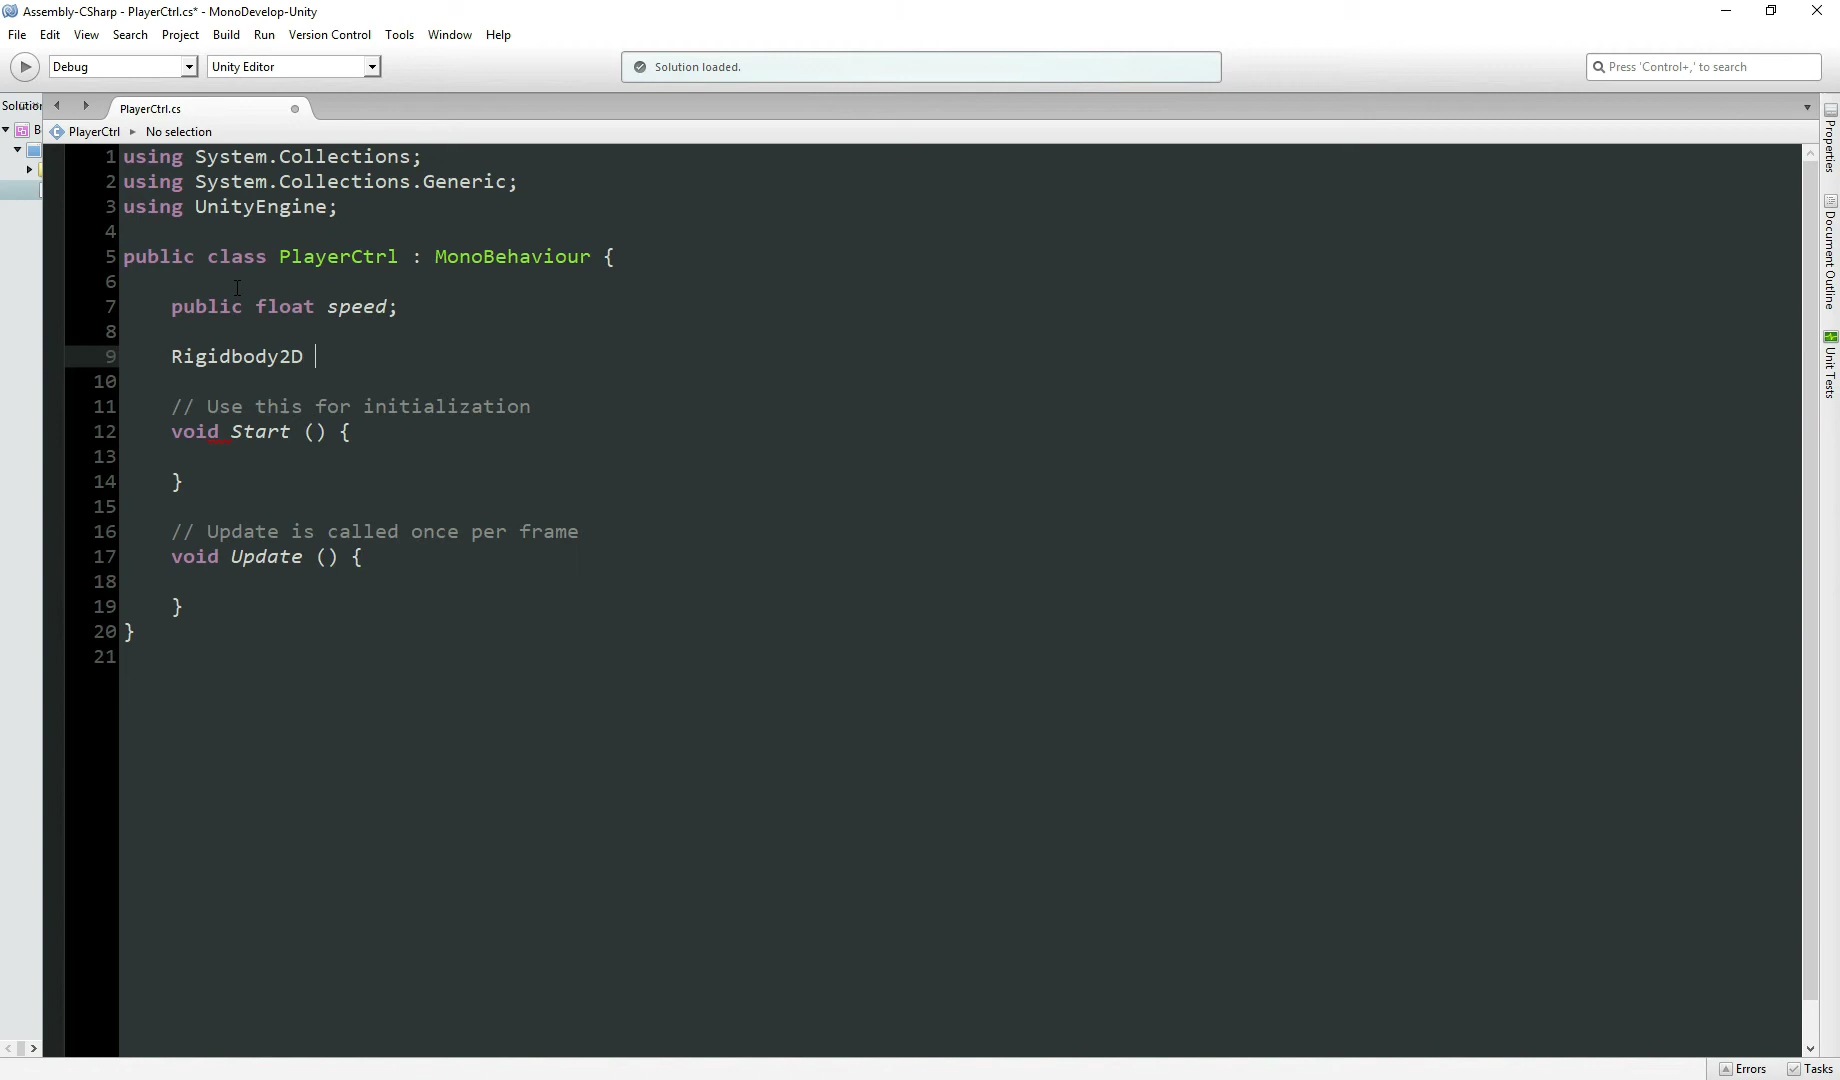 Assembly-CSharp - PlayerCtrl.cs* - MonoDevelop-Unity
File Edit View Search Project Build Run Version Control Tools Window Help
Debug Unity Editor Solution loaded. Press 'Control+,' to search
PlayerCtrl.cs
B
PlayerCtrl No selection
1 using System.Collections;
2 using System.Collections.Generic;
3 using UnityEngine;
4
5 public class PlayerCtrl : MonoBehaviour {
6
7 public float speed;
8
9 Rigidbody2D
10
11 // Use this for initialization
12 void Start () {
13
14 }
15
16 // Update is called once per frame
17 void Update () {
18
19 }
20 }
21
Properties
Document Outline
Unit Tests
Errors Tasks